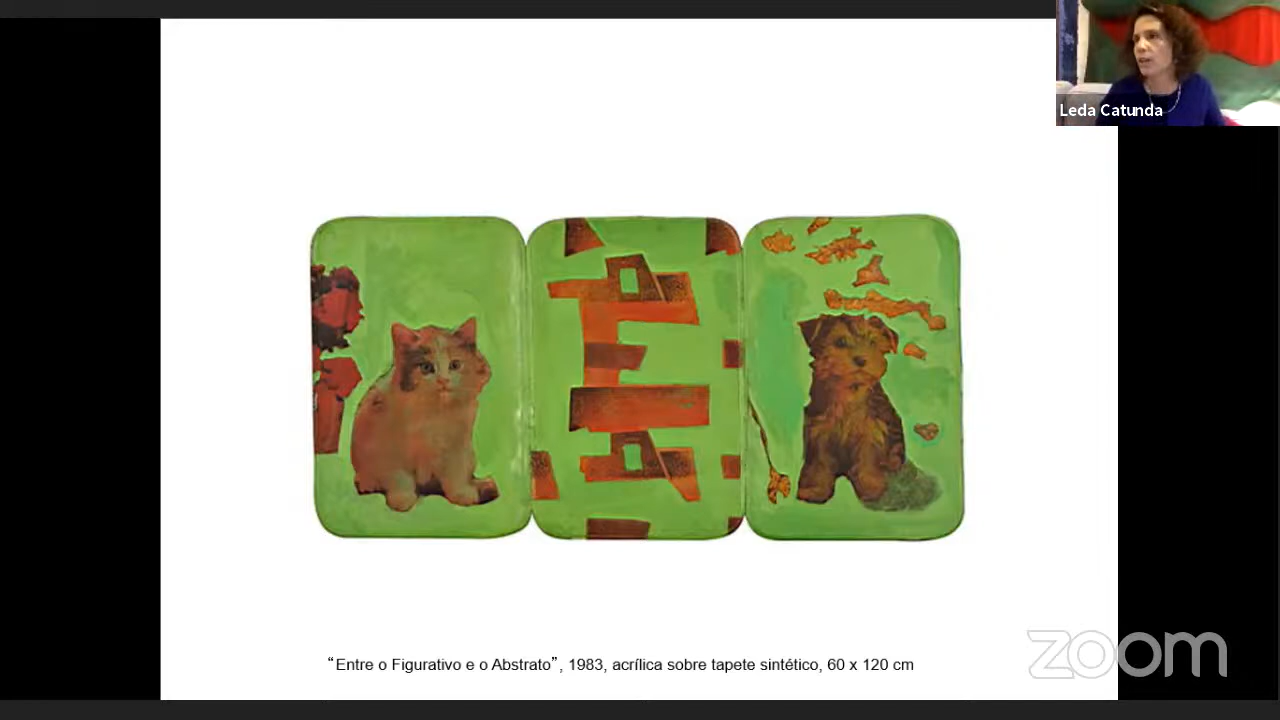 Leda Catunda
“Entre o Figurativo e o Abstrato”, 1983, acrílica sobre tapete sintético, 60 x 120 cm
zoom